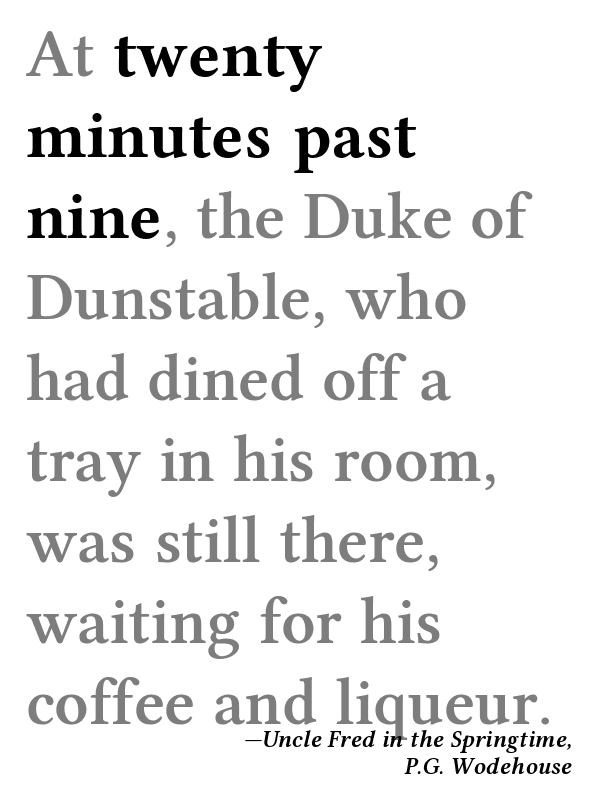 At twenty
minutes past
nine, the Duke of
Dunstable, who
had dined off a
tray in his room,
was still there,
waiting for his
coffee and liqueur.
—Uncle Fred in the Springtime,
P.G. Wodehouse